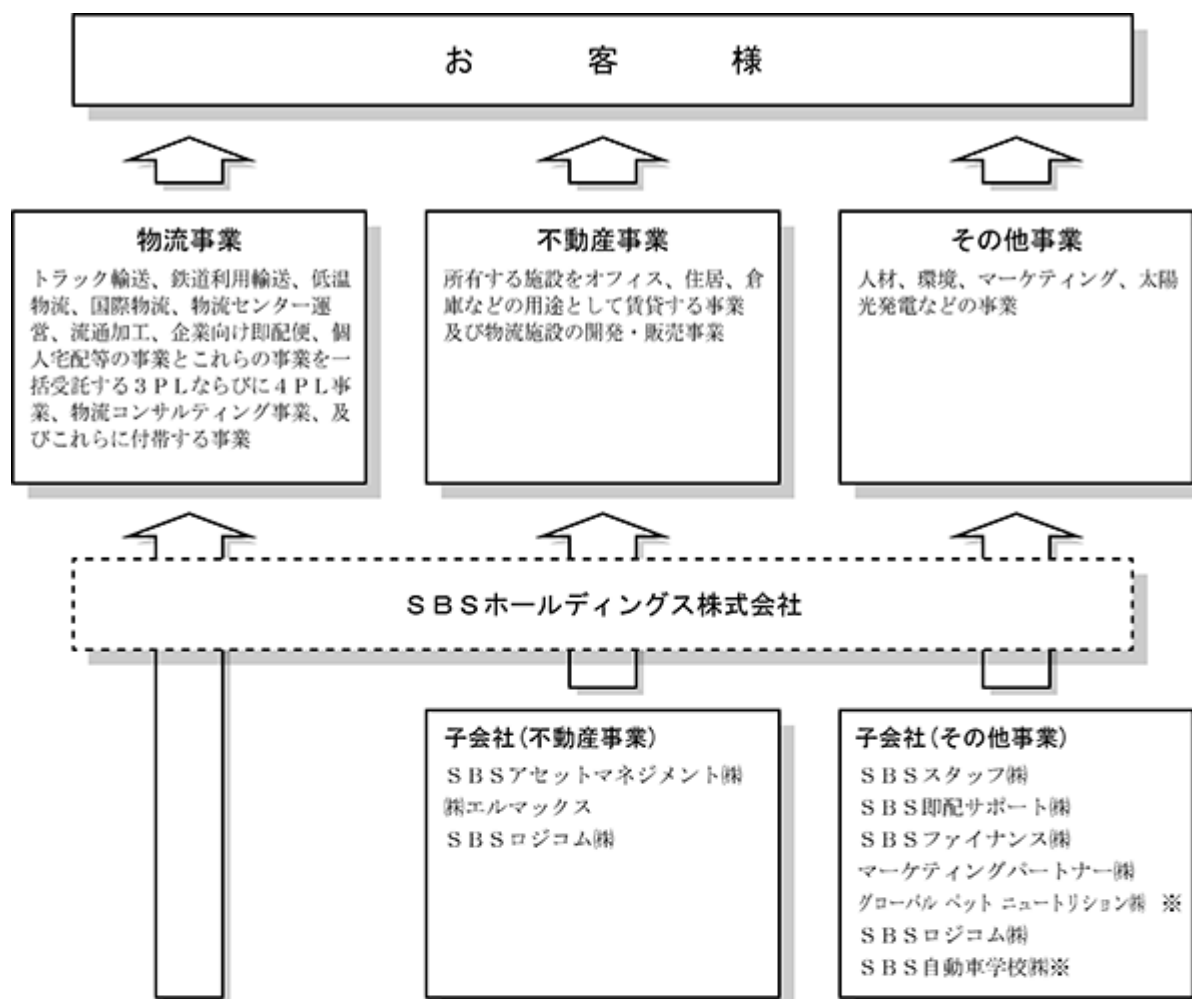 お客様
物流事業
トラック輸送、鉄道利用輸送、低温
物流、国際物流、物流センター運
営、流通加工、企業向け即配便、個
人宅配等の事業とこれらの事業を一
括受託する３ＰＬならびに４ＰＬ事
業、物流コンサルティング事業、及
びこれらに付帯する事業
不動産事業
所有する施設をオフィス、住居、倉
庫などの用途として賃貸する事業
及び物流施設の開発・販売事業
その他事業
人材、環境、マーケティング、太陽
光発電などの事業
ＳＢＳホールディングス株式会社
子会社(不動産事業)
ＳＢＳアセットマネジメント㈱
㈱エルマックス
ＳＢＳロジコム㈱
子会社(その他事業)
ＳＢＳスタッフ㈱
ＳＢＳ即配サポート㈱
ＳＢＳファイナンス㈱
マーケティングパートナー㈱
グローバル ペット ニュートリション㈱ ※
ＳＢＳロジコム㈱
ＳＢＳ自動車学校㈱※